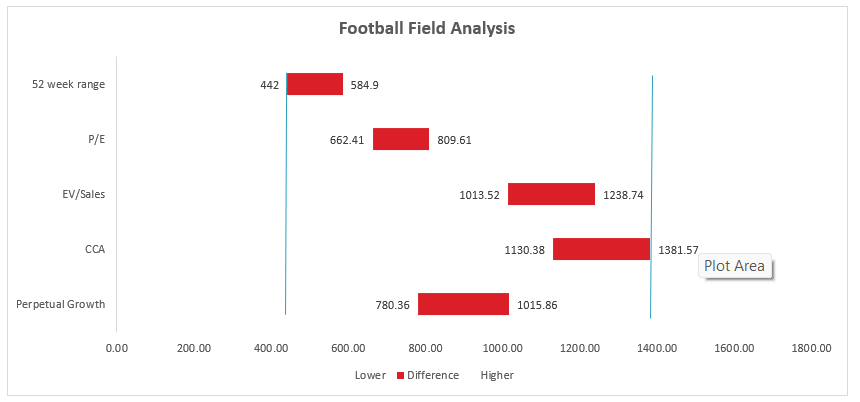 Football Field Analysis
52 week range 442 584.9
P/E 662.41 809.61
EV/Sales 1013.52 1238.74
CCA 1130.38 1381.57
Plot Area
Perpetual Growth 780.36 1015.86
0.00 200.00 400.00 600.00 800.00 1000.00 1200.00 1400.00 1600.00 1800.00
Lower Difference Higher